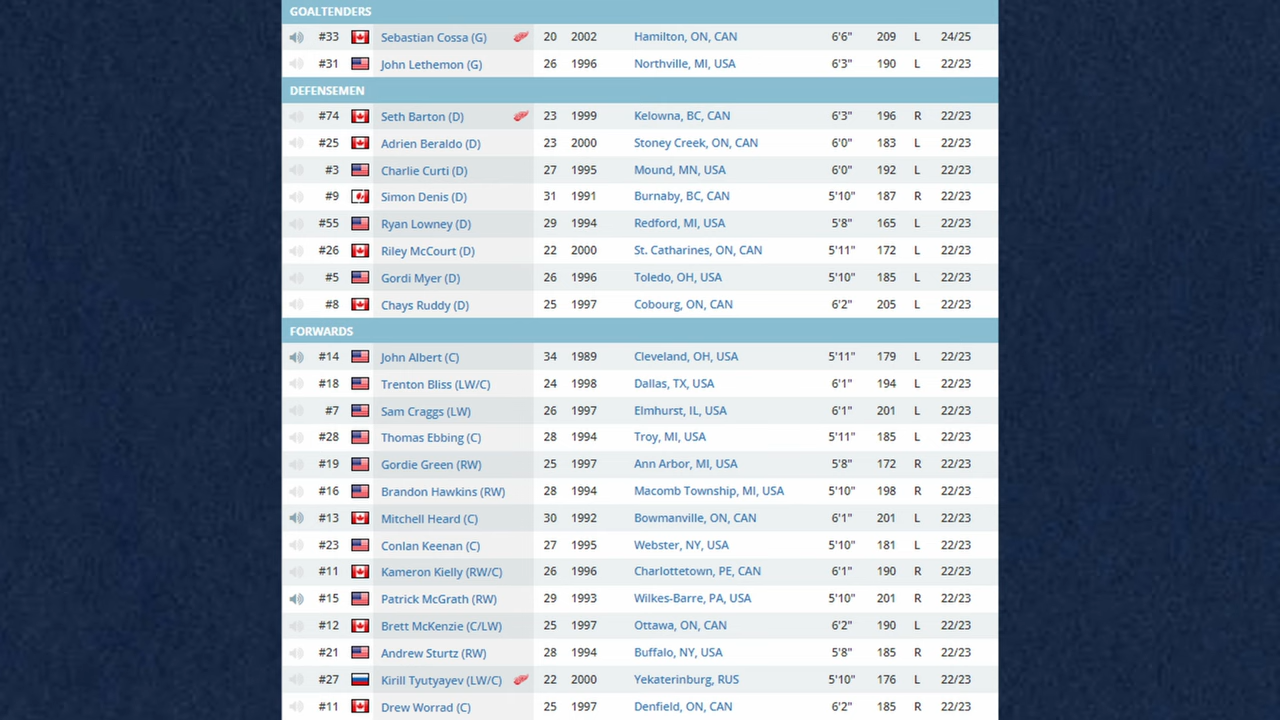 GOALTENDERS
#33 Sebastian Cossa (G) 20 2002 Hamilton, ON, CAN 6'6" 209 L 24/25
#31 John Lethemon (G) 26 1996 Northville, MI, USA 6'3" 190 L 22/23
DEFENSEMEN
#74 Seth Barton (D) 23 1999 Kelowna, BC, CAN 6'3" 196 R 22/23
#25 Adrien Beraldo (D) 23 2000 Stoney Creek, ON, CAN 6'0" 183 L 22/23
#3 Charlie Curti (D) 27 1995 Mound, MN, USA 6'0" 192 L 22/23
#9 Simon Denis (D) 31 1991 Burnaby, BC, CAN 5'10" 187 R 22/23
#55 Ryan Lowney (D) 29 1994 Redford, MI, USA 5'8" 165 L 22/23
#26 Riley McCourt (D) 22 2000 St. Catharines, ON, CAN 5'11" 172 L 22/23
#5 Gordi Myer (D) 26 1996 Toledo, OH, USA 5'10" 185 L 22/23
#8 Chays Ruddy (D) 25 1997 Cobourg, ON, CAN 6'2" 205 L 22/23
FORWARDS
#14 John Albert (C) 34 1989 Cleveland, OH, USA 5'11" 179 L 22/23
#18 Trenton Bliss (LW/C) 24 1998 Dallas, TX, USA 6'1" 194 L 22/23
#7 Sam Craggs (LW) 26 1997 Elmhurst, IL, USA 6'1" 201 L 22/23
#28 Thomas Ebbing (C) 28 1994 Troy, MI, USA 5'11" 185 L 22/23
#19 Gordie Green (RW) 25 1997 Ann Arbor, MI, USA 5'8" 172 R 22/23
#16 Brandon Hawkins (RW) 28 1994 Macomb Township, MI, USA 5'10" 198 R 22/23
#13 Mitchell Heard (C) 30 1992 Bowmanville, ON, CAN 6'1" 201 L 22/23
#23 Conlan Keenan (C) 27 1995 Webster, NY, USA 5'10" 181 L 22/23
#11 Kameron Kielly (RW/C) 26 1996 Charlottetown, PE, CAN 6'1" 190 R 22/23
#15 Patrick McGrath (RW) 29 1993 Wilkes-Barre, PA, USA 5'10" 201 R 22/23
#12 Brett McKenzie (C/LW) 25 1997 Ottawa, ON, CAN 6'2" 190 L 22/23
#21 Andrew Sturtz (RW) 28 1994 Buffalo, NY, USA 5'8" 185 R 22/23
#27 Kirill Tyutyayev (LW/C) 22 2000 Yekaterinburg, RUS 5'10" 176 L 22/23
#11 Drew Worrad (C) 25 1997 Denfield, ON, CAN 6'2" 185 R 22/23